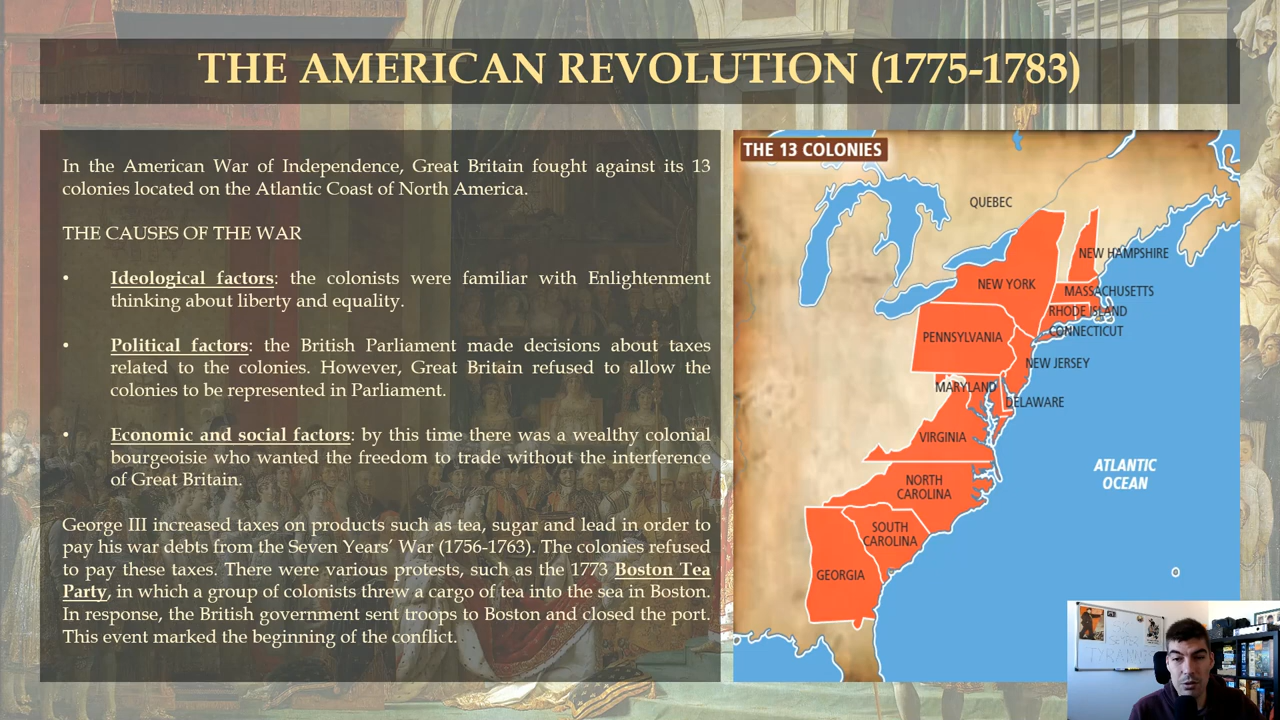 THE AMERICAN REVOLUTION (1775-1783)
In the American War of Independence, Great Britain fought against its 13
colonies located on the Atlantic Coast of North America.
THE CAUSES OF THE WAR
• Ideological factors: the colonists were familiar with Enlightenment
thinking about liberty and equality.
• Political factors: the British Parliament made decisions about taxes
related to the colonies. However, Great Britain refused to allow the
colonies to be represented in Parliament.
• Economic and social factors: by this time there was a wealthy colonial
bourgeoisie who wanted the freedom to trade without the interference
of Great Britain.
George III increased taxes on products such as tea, sugar and lead in order to
pay his war debts from the Seven Years’ War (1756-1763). The colonies refused
to pay these taxes. There were various protests, such as the 1773 Boston Tea
Party, in which a group of colonists threw a cargo of tea into the sea in Boston.
In response, the British government sent troops to Boston and closed the port.
This event marked the beginning of the conflict.
THE 13 COLONIES
QUEBEC
NEW HAMPSHIRE
NEW YORK
MASSACHUSETTS
RHODE ISLAND
CONNECTICUT
PENNSYLVANIA
NEW JERSEY
MARYLAND
DELAWARE
VIRGINIA
ATLANTIC
OCEAN
NORTH
CAROLINA
SOUTH
CAROLINA
GEORGIA